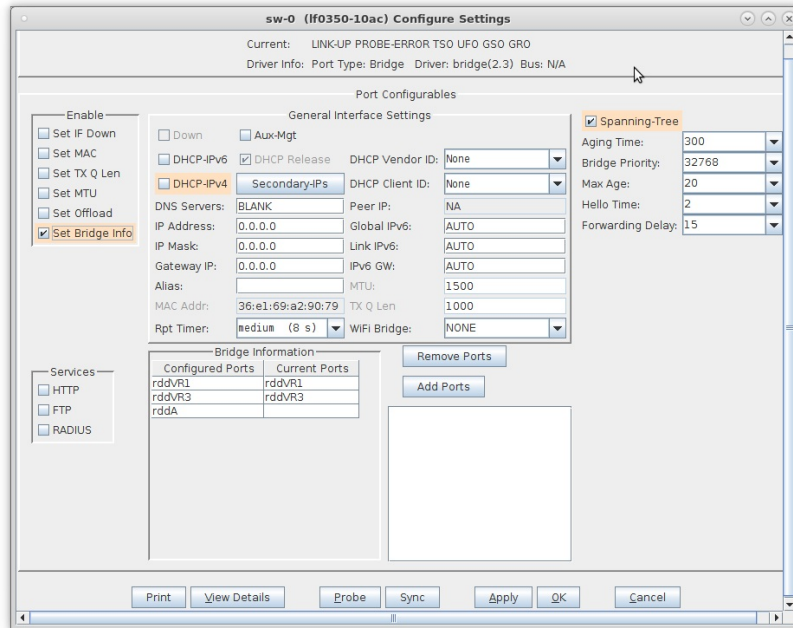 sw-0 (lf0350-10ac) Configure Settings
Current: LINK-UP PROBE-ERROR TSO UFO GSO GRO
Driver Info: Port Type: Bridge Driver: bridge(2.3) Bus: N/A
Port Configurables
Enable
Set IF Down
Set MAC
Set TX Q Len
Set MTU
Set Offload
Set Bridge Info
General Interface Settings
Down Aux-Mgt
DHCP-IPv6 DHCP Release DHCP Vendor ID: None
DHCP-IPv4 Secondary-IPs DHCP Client ID: None
DNS Servers: BLANK Peer IP: NA
IP Address: 0.0.0.0 Global IPv6: AUTO
IP Mask: 0.0.0.0 Link IPv6: AUTO
Gateway IP: 0.0.0.0 IPv6 GW: AUTO
Alias: MTU: 1500
MAC Addr: 36:e1:69:a2:90:79 TX Q Len 1000
Rpt Timer: medium (8 s) WiFi Bridge: NONE
Spanning-Tree
Aging Time: 300
Bridge Priority: 32768
Max Age: 20
Hello Time: 2
Forwarding Delay: 15
Services
HTTP
FTP
RADIUS
Bridge Information
Configured Ports Current Ports
rddVR1 rddVR1
rddVR3 rddVR3
rddA
Remove Ports
Add Ports
Print View Details Probe Sync Apply OK Cancel